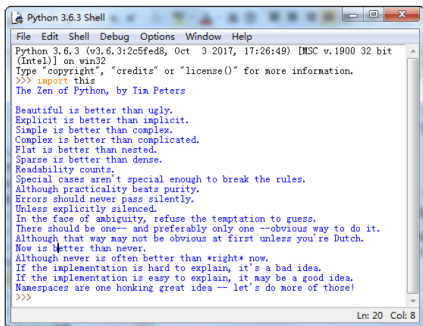 Python 3.6.3 Shell
File Edit Shell Debug Options Window Help
Python 3.6.3 (v3.6.3:2c5fed8, Oct  3 2017, 17:26:49) [MSC v.1900 32 bit
(Intel)] on win32
Type "copyright", "credits" or "license()" for more information.
>>> import this
The Zen of Python, by Tim Peters

Beautiful is better than ugly.
Explicit is better than implicit.
Simple is better than complex.
Complex is better than complicated.
Flat is better than nested.
Sparse is better than dense.
Readability counts.
Special cases aren't special enough to break the rules.
Although practicality beats purity.
Errors should never pass silently.
Unless explicitly silenced.
In the face of ambiguity, refuse the temptation to guess.
There should be one-- and preferably only one --obvious way to do it.
Although that way may not be obvious at first unless you're Dutch.
Now is better than never.
Although never is often better than *right* now.
If the implementation is hard to explain, it's a bad idea.
If the implementation is easy to explain, it may be a good idea.
Namespaces are one honking great idea -- let's do more of those!
>>>
Ln: 20 Col: 8